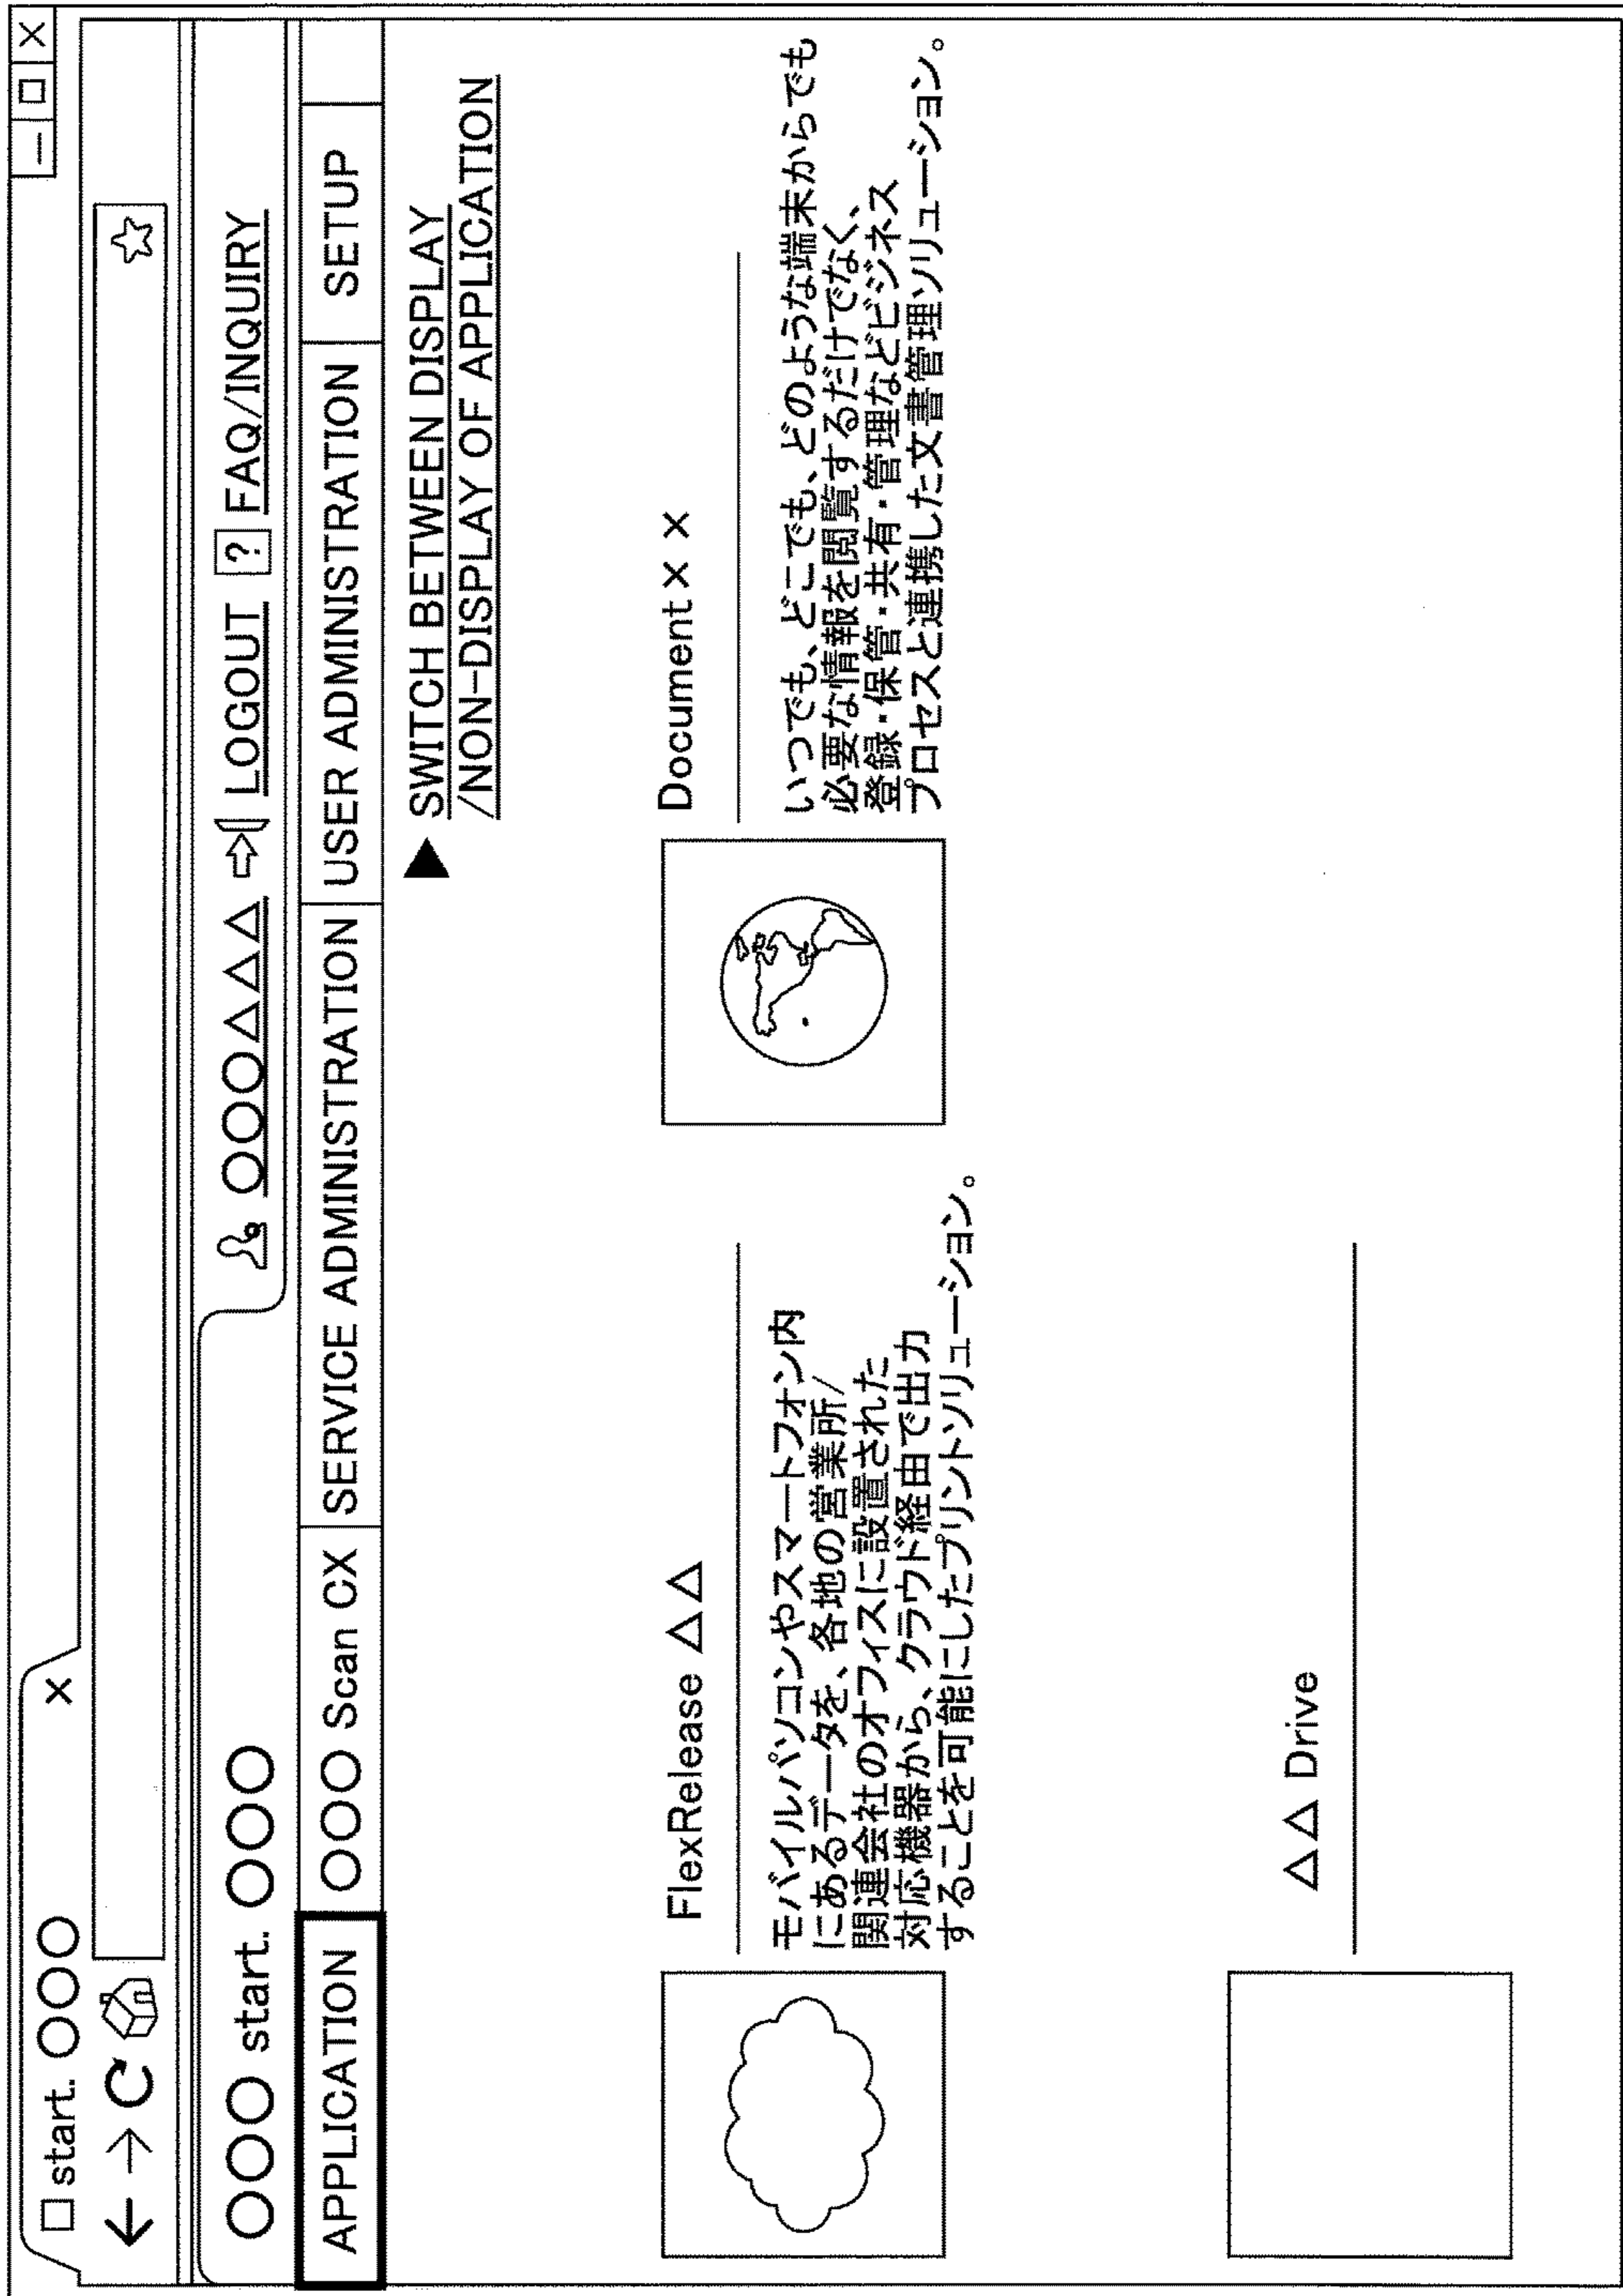 □ start. ○○○ ×
○○○ start. ○○○
○○○△△△△ LOGOUT ? FAQ/INQUIRY
APPLICATION ○○○ Scan CX SERVICE ADMINISTRATION USER ADMINISTRATION SETUP
▶ SWITCH BETWEEN DISPLAY
/NON-DISPLAY OF APPLICATION
FlexRelease △△
モバイルパソコンやスマートフォン内
にあるデータを、各地の営業所/
関連会社のオフィスに設置された
対応機器から、クラウド経由で出力
することを可能にしたプリントソリューション。
Document××
いつでも、どこでも、どのような端末からでも
必要な情報を閲覧するだけでなく、
登録・保管・共有・管理などビジネス
プロセスと連携した文書管理ソリューション。
△△ Drive